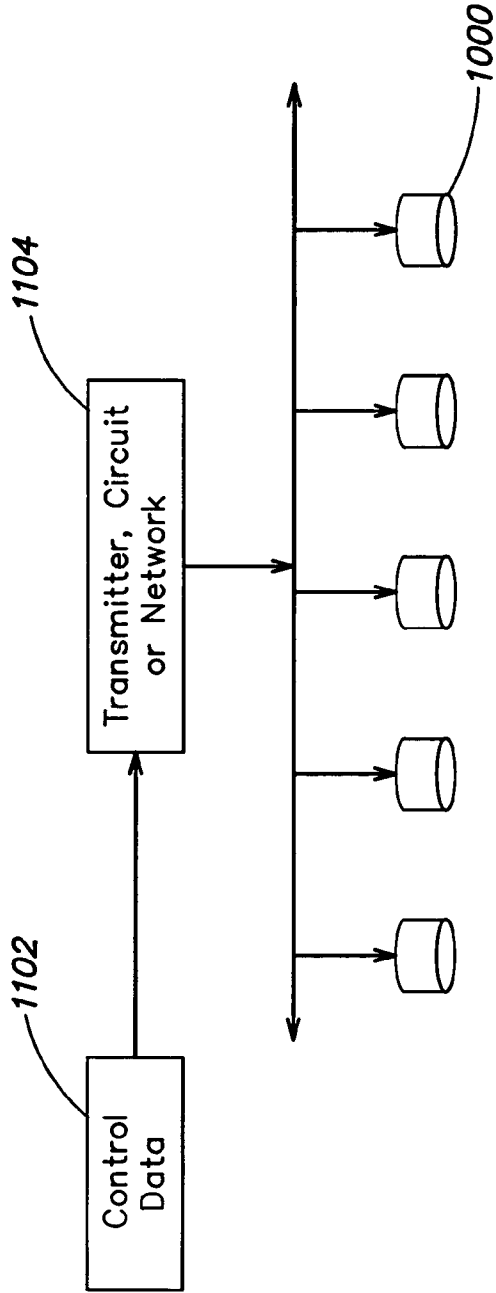 1102
Control
Data
1104
Transmitter, Circuit
or Network
1000